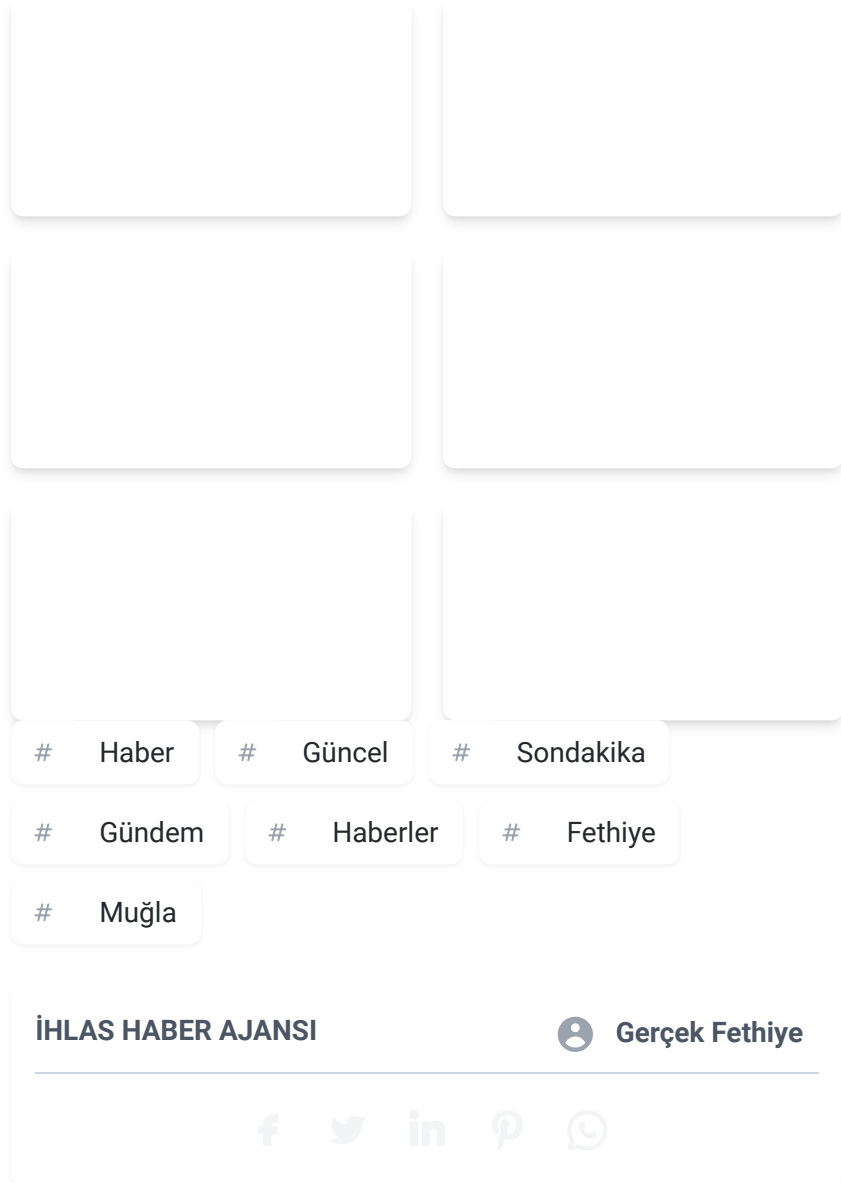 # Haber # Güncel # Sondakika
# Gündem # Haberler # Fethiye
# Muğla
İHLAS HABER AJANSI Gerçek Fethiye